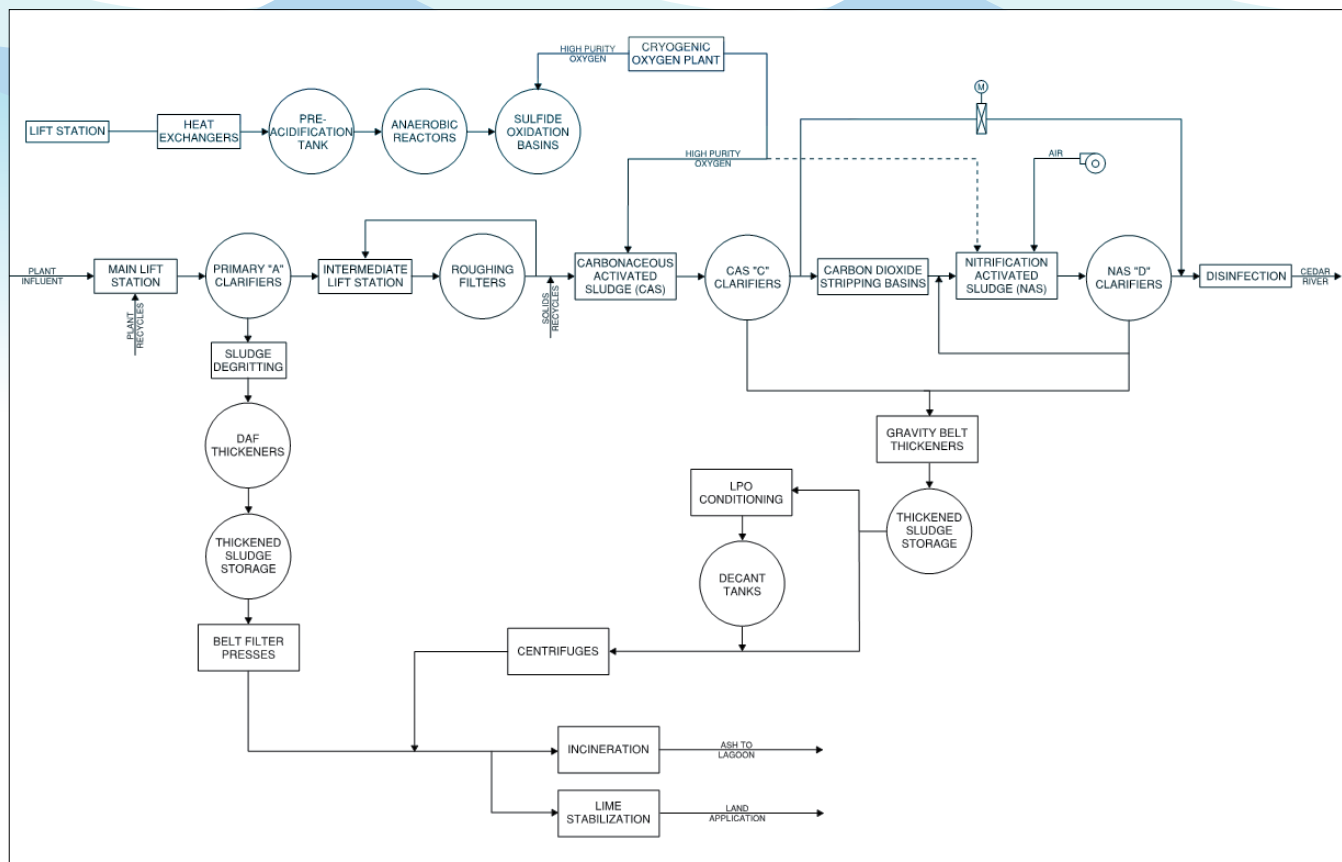 HIGH PURITY
OXYGEN
CRYOGENIC
OXYGEN PLANT
M
LIFT STATION
HEAT
EXCHANGERS
PRE-
ACIDIFICATION
TANK
ANAEROBIC
REACTORS
SULFIDE
OXIDATION
BASINS
HIGH PURITY
OXYGEN
AIR
PLANT
INFLUENT
MAIN LIFT
STATION
PLANT
RECYCLES
PRIMARY "A"
CLARIFIERS
INTERMEDIATE
LIFT STATION
ROUGHING
FILTERS
SOLIDS
RECYCLES
CARBONACEOUS
ACTIVATED
SLUDGE (CAS)
CAS "C"
CLARIFIERS
CARBON DIOXIDE
STRIPPING BASINS
NITRIFICATION
ACTIVATED
SLUDGE (NAS)
NAS "D"
CLARIFIERS
DISINFECTION
CEDAR
RIVER
SLUDGE
DEGRITTING
DAF
THICKENERS
GRAVITY BELT
THICKENERS
LPO
CONDITIONING
THICKENED
SLUDGE
STORAGE
THICKENED
SLUDGE
STORAGE
DECANT
TANKS
BELT FILTER
PRESSES
CENTRIFUGES
INCINERATION
ASH TO
LAGOON
LIME
STABILIZATION
LAND
APPLICATION